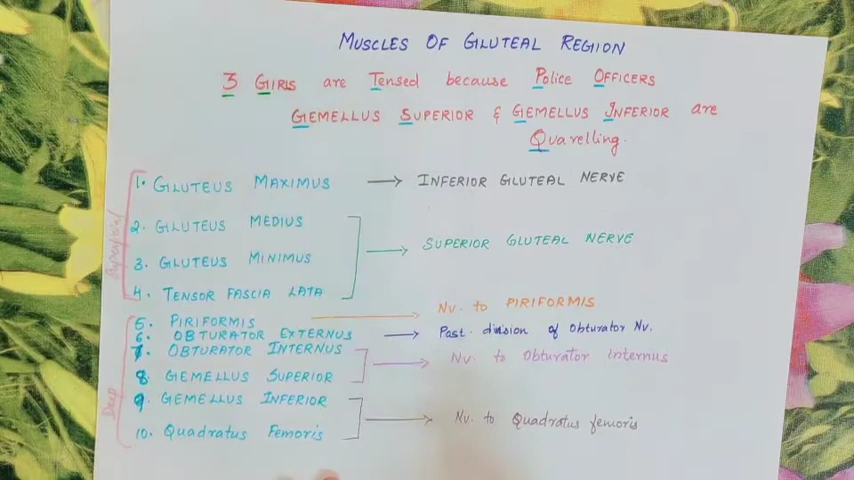 MUSCLES OF GLUTEAL REGION
3 GIRLS are Tensed because Police OFFICERS
GEMELLUS SUPERIOR & GEMELLUS INFERIOR are
Quarelling.
Superficial
1. GLUTEUS MAXIMUS → INFERIOR GLUTEAL NERVE
2. GLUTEUS MEDIUS
3. GLUTEUS MINIMUS
4. TENSOR FASCIA LATA
→ SUPERIOR GLUTEAL NERVE
Deep
5. PIRIFORMIS → Nv. to PIRIFORMIS
6. OBTURATOR EXTERNUS → Post. division of Obturator Nv.
7. OBTURATOR INTERNUS
8. GEMELLUS SUPERIOR
→ Nv. to Obturator internus
9. GEMELLUS INFERIOR
10. Quadratus Femoris
→ Nv. to Quadratus femoris